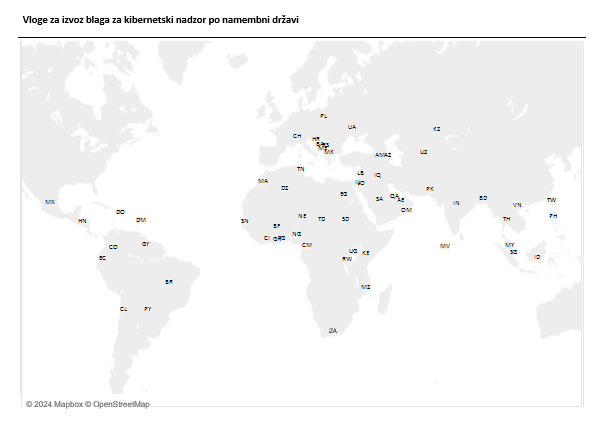 Vloge za izvoz blaga za kibernetski nadzor po namembni državi
PL
UA
KZ
CH
HR
MK
UZ
AM AZ
TN
LB
IQ
MA
DZ
EG
PK
SA
QA
AE
OM
IN
BD
VN
TW
MX
DO
DM
HN
SN
NE
TD
SD
TH
PH
BF
NG
CI
CM
CO
GY
EC
UG
KE
RW
MV
MY
SG
ID
BR
MZ
CL
PY
ZA
© 2024 Mapbox © OpenStreetMap